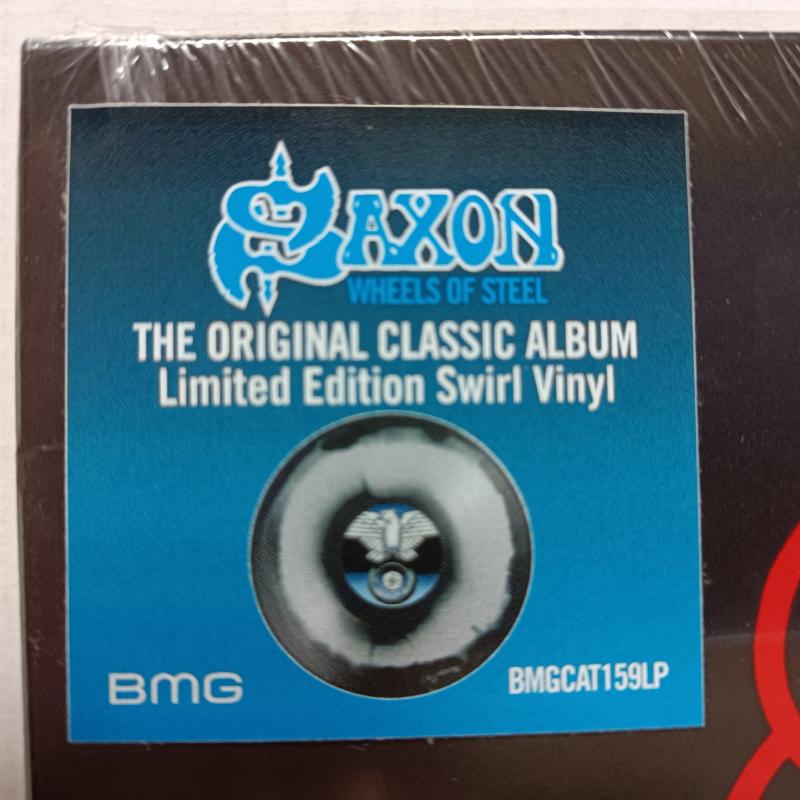 SAXON
WHEELS OF STEEL
THE ORIGINAL CLASSIC ALBUM
Limited Edition Swirl Vinyl
BMG
BMGCAT159LP